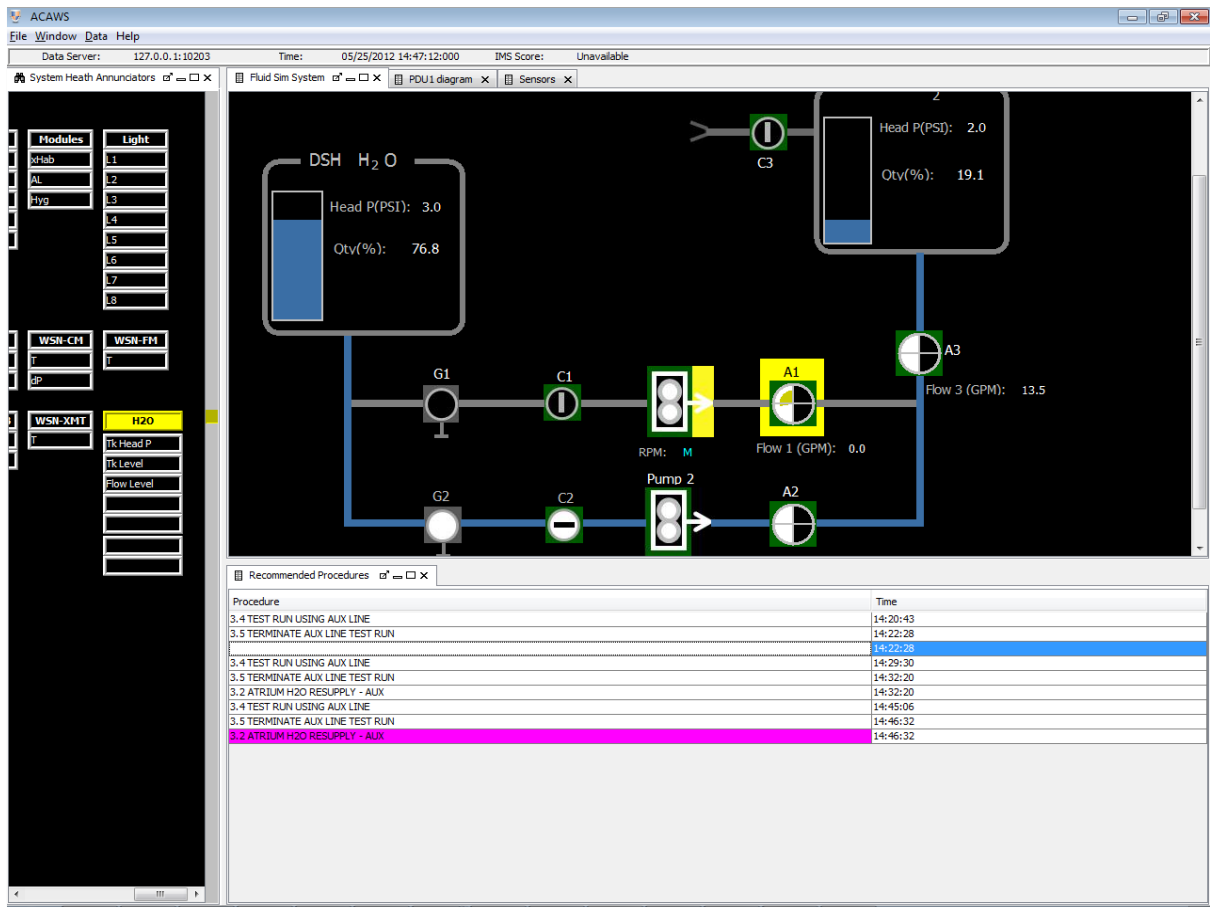 ACAWS
File Window Data Help
Data Server: 127.0.0.1:10203 Time: 05/25/2012 14:47:12:000 IMS Score: Unavailable
System Heath Annunciators
Fluid Sim System PDU1 diagram Sensors
Modules Light
xHab L1
AL L2
Hyg L3
L4
L5
L6
L7
L8
WSN-CM WSN-FM
T T
dP
WSN-XMT H2O
T Tk Head P
Tk Level
Flow Level
DSH H2O
Head P(PSI): 3.0
Qty(%): 76.8
C3
2
Head P(PSI): 2.0
Qty(%): 19.1
A3
Flow 3 (GPM): 13.5
G1 C1 A1
RPM: M Flow 1 (GPM): 0.0
Pump 2
G2 C2 A2
Recommended Procedures
Procedure Time
3.4 TEST RUN USING AUX LINE 14:20:43
3.5 TERMINATE AUX LINE TEST RUN 14:22:28
14:22:28
3.4 TEST RUN USING AUX LINE 14:29:30
3.5 TERMINATE AUX LINE TEST RUN 14:32:20
3.2 ATRIUM H2O RESUPPLY - AUX 14:32:20
3.4 TEST RUN USING AUX LINE 14:45:06
3.5 TERMINATE AUX LINE TEST RUN 14:46:32
3.2 ATRIUM H2O RESUPPLY - AUX 14:46:32